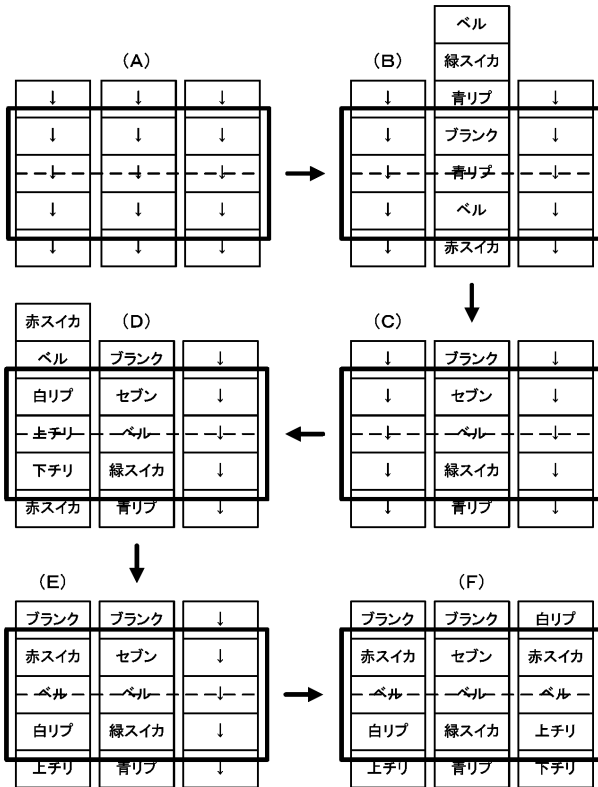 (A)
↓ ↓ ↓
↓ ↓ ↓
↓ ↓ ↓
↓ ↓ ↓
↓ ↓ ↓
(B)
ベル
緑スイカ
↓ 青リプ ↓
↓ ブランク ↓
↓ 青リプ ↓
↓ ベル ↓
↓ 赤スイカ ↓
(C)
↓ ブランク ↓
↓ セブン ↓
↓ ベル ↓
↓ 緑スイカ ↓
↓ 青リプ ↓
(D)
赤スイカ
ベル ブランク ↓
白リプ セブン ↓
上チリ ベル ↓
下チリ 緑スイカ ↓
赤スイカ 青リプ ↓
(E)
ブランク ブランク ↓
赤スイカ セブン ↓
ベル ベル ↓
白リプ 緑スイカ ↓
上チリ 青リプ ↓
(F)
ブランク ブランク 白リプ
赤スイカ セブン 赤スイカ
ベル ベル ベル
白リプ 緑スイカ 上チリ
上チリ 青リプ 下チリ